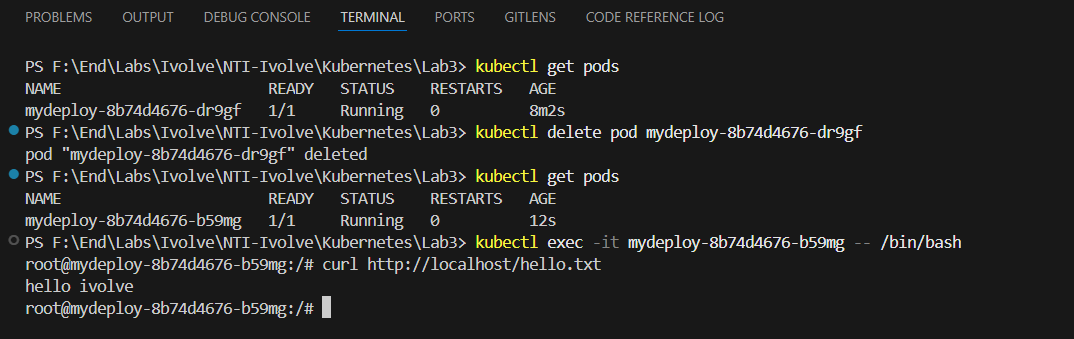 PROBLEMS OUTPUT DEBUG CONSOLE TERMINAL PORTS GITLENS CODE REFERENCE LOG
PS F:\End\Labs\Ivolve\NTI-Ivolve\Kubernetes\Lab3> kubectl get pods
NAME READY STATUS RESTARTS AGE
mydeploy-8b74d4676-dr9gf 1/1 Running 0 8m2s
PS F:\End\Labs\Ivolve\NTI-Ivolve\Kubernetes\Lab3> kubectl delete pod mydeploy-8b74d4676-dr9gf
pod "mydeploy-8b74d4676-dr9gf" deleted
PS F:\End\Labs\Ivolve\NTI-Ivolve\Kubernetes\Lab3> kubectl get pods
NAME READY STATUS RESTARTS AGE
mydeploy-8b74d4676-b59mg 1/1 Running 0 12s
PS F:\End\Labs\Ivolve\NTI-Ivolve\Kubernetes\Lab3> kubectl exec -it mydeploy-8b74d4676-b59mg -- /bin/bash
root@mydeploy-8b74d4676-b59mg:/# curl http://localhost/hello.txt
hello ivolve
root@mydeploy-8b74d4676-b59mg:/#